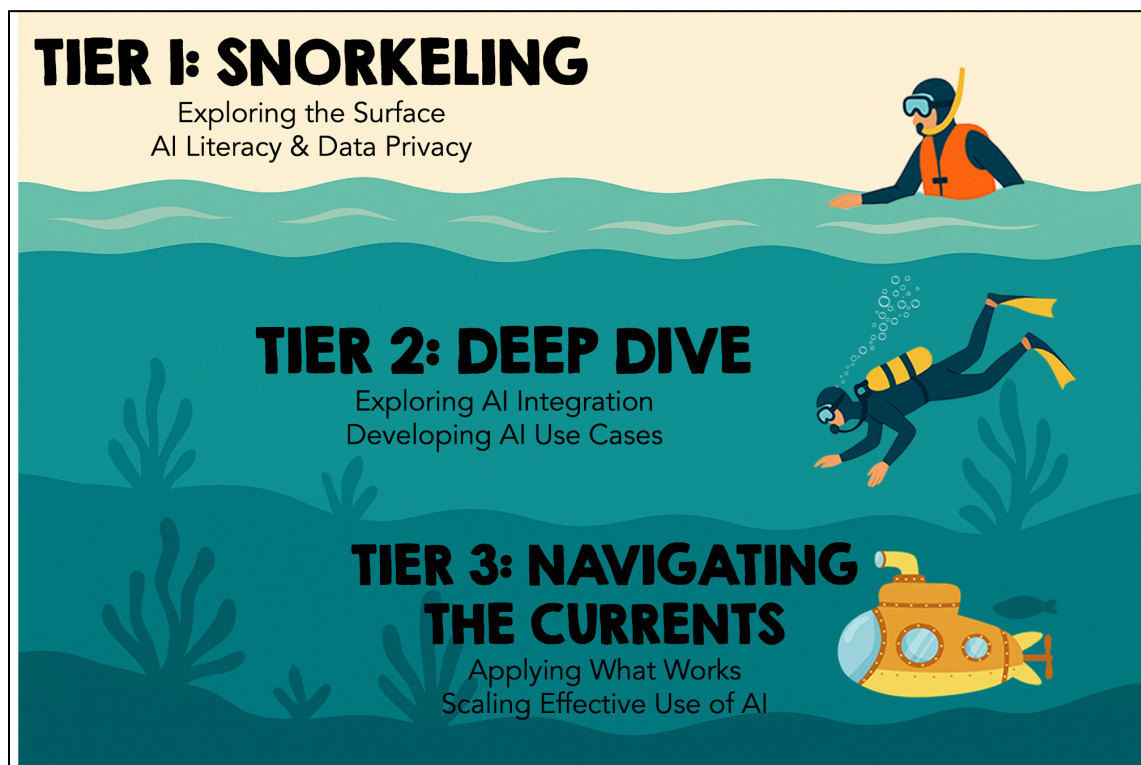 TIER 1: SNORKELING
Exploring the Surface
AI Literacy & Data Privacy
TIER 2: DEEP DIVE
Exploring AI Integration
Developing AI Use Cases
TIER 3: NAVIGATING
THE CURRENTS
Applying What Works
Scaling Effective Use of AI